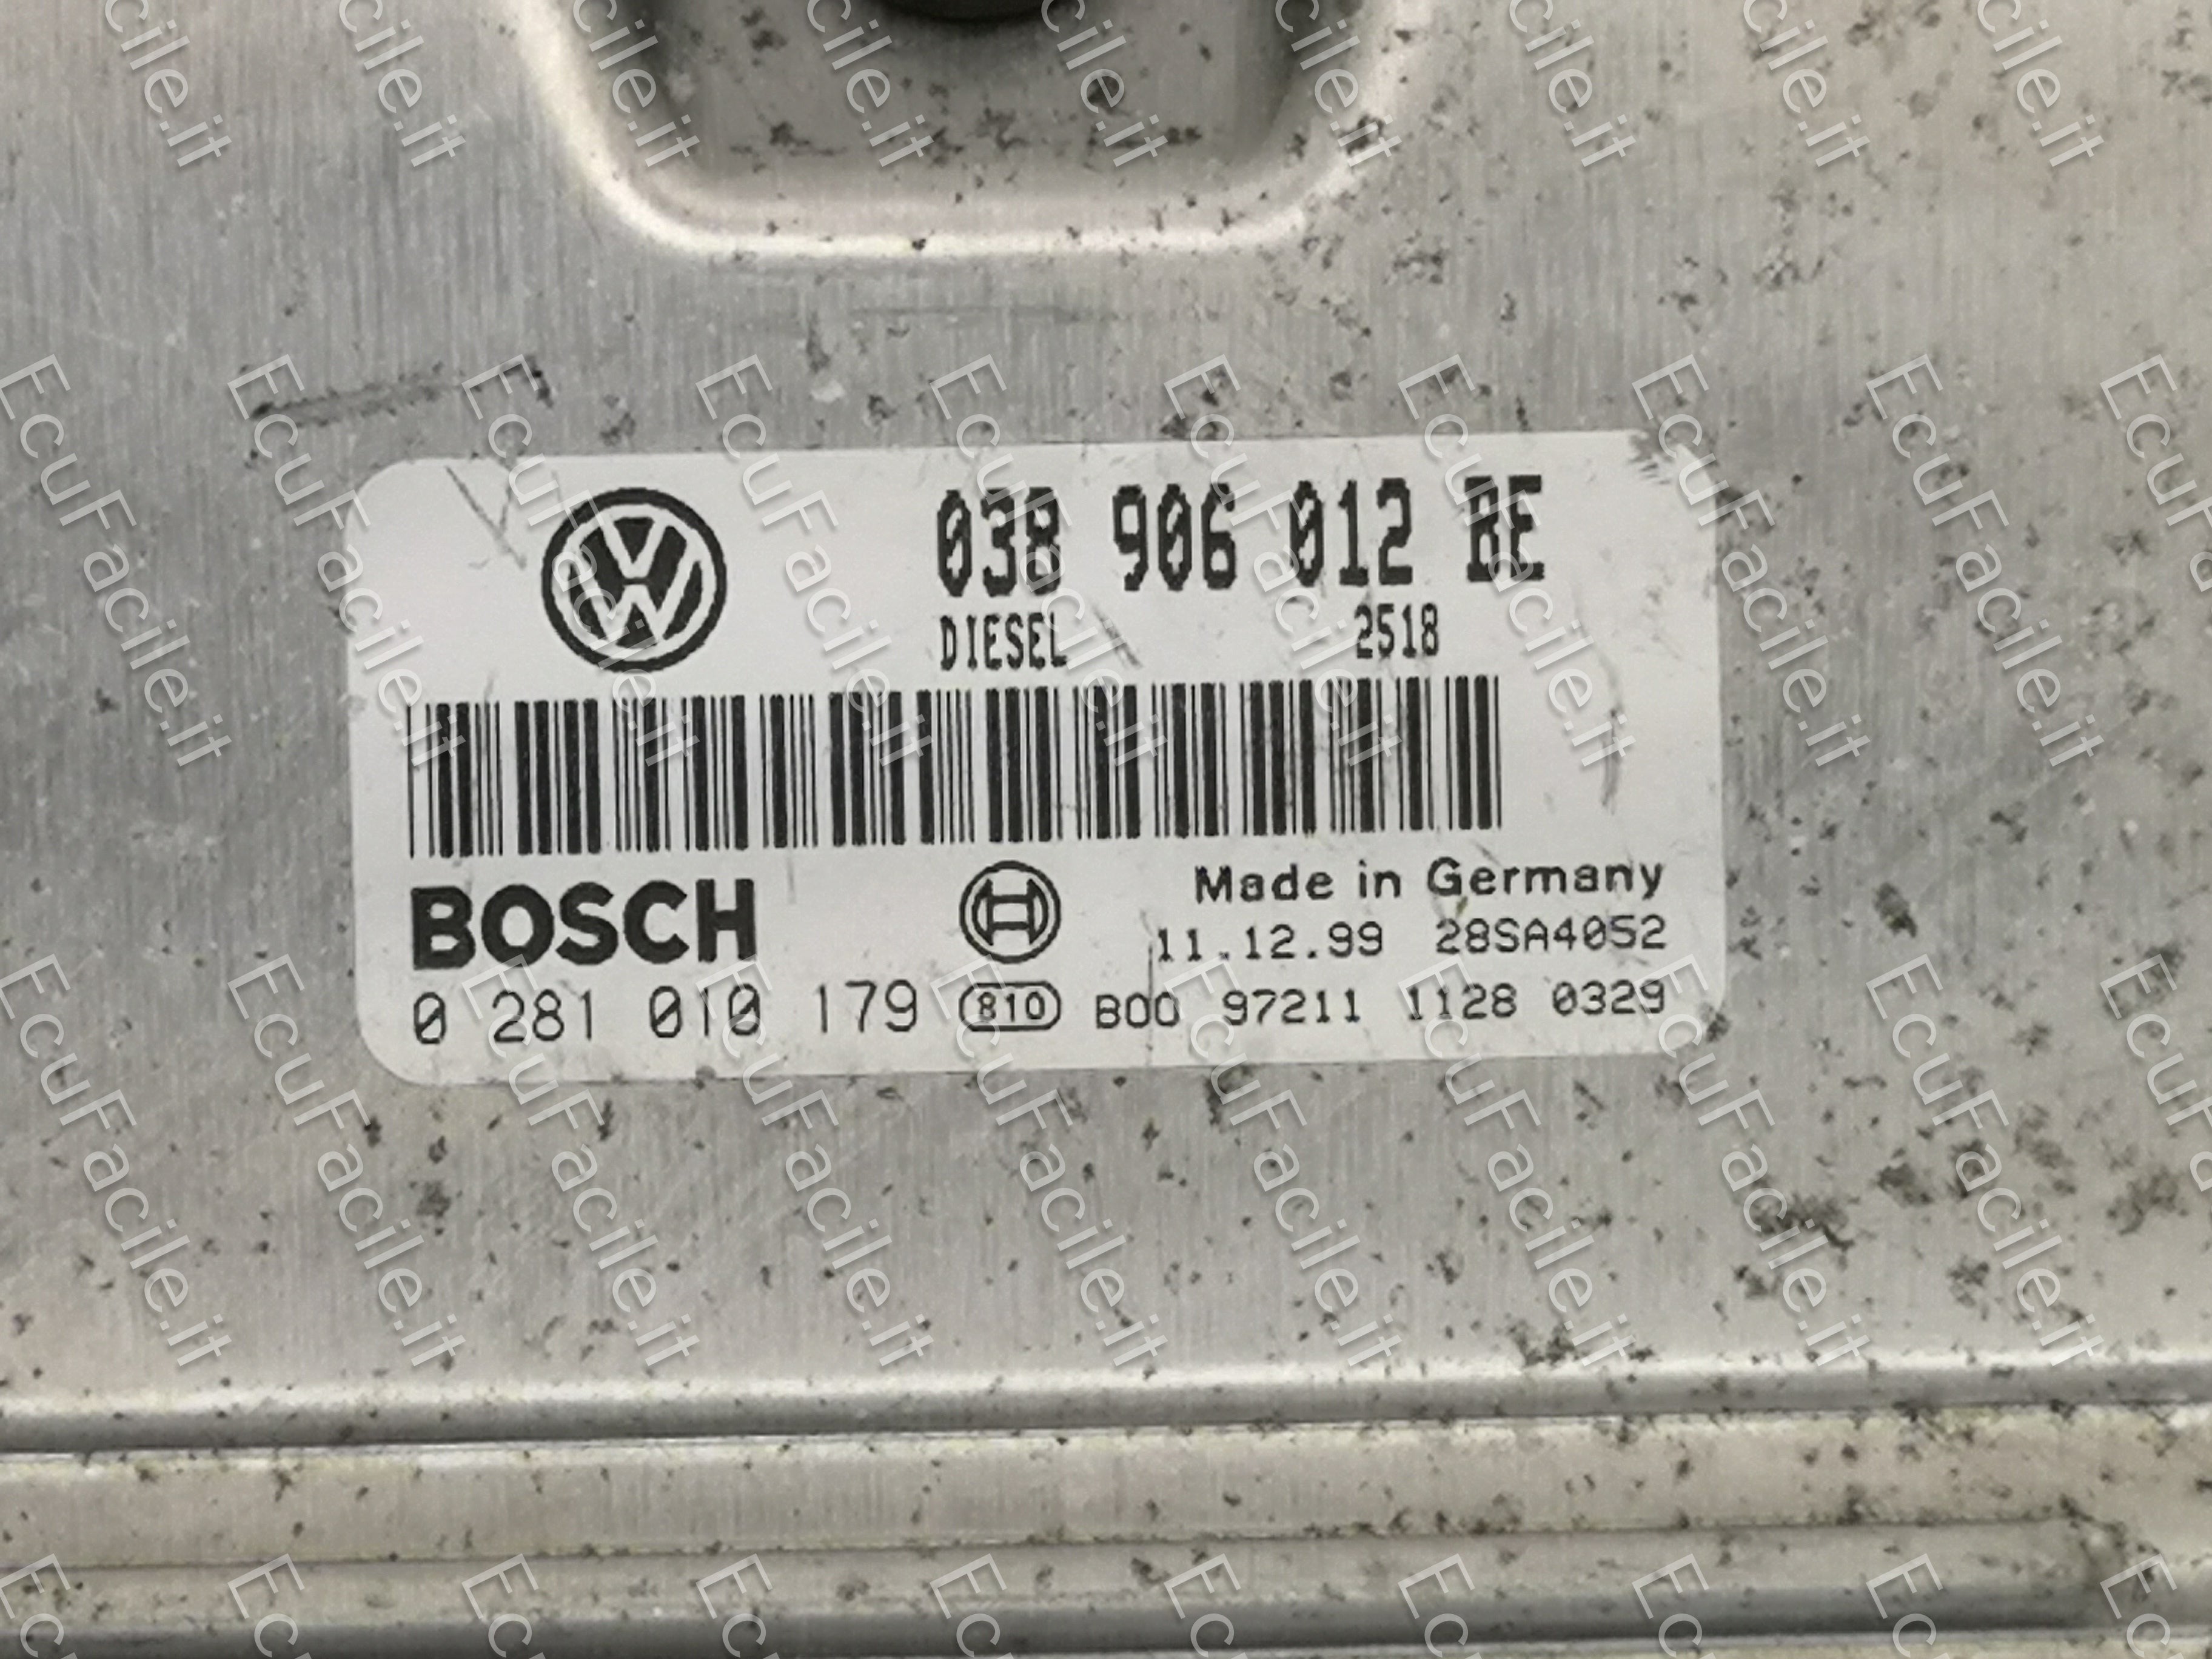 038 906 012 BE
DIESEL 2518
BOSCH
Made in Germany
11.12.99 28SA4052
0 281 010 179 810 B00 97211 1128 0329
EcuFacile.it